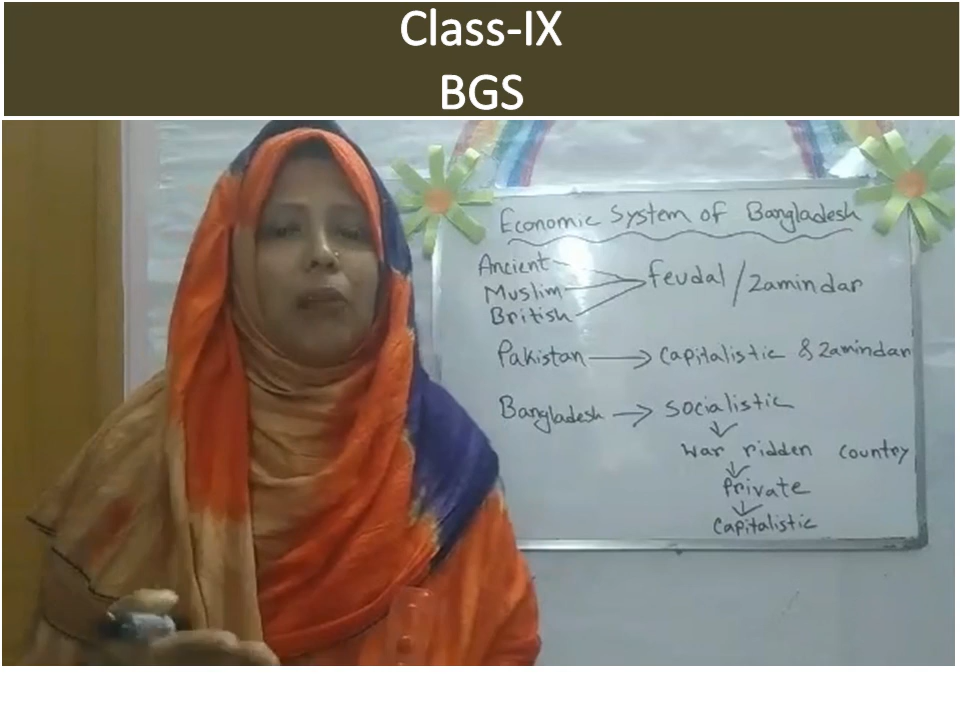 Class-IX
BGS
Economic System of Bangladesh
Ancient
Muslim
British
feudal / Zamindar
Pakistan → Capitalistic & Zamindari
Bangladesh → Socialistic
War ridden country
Private
Capitalistic